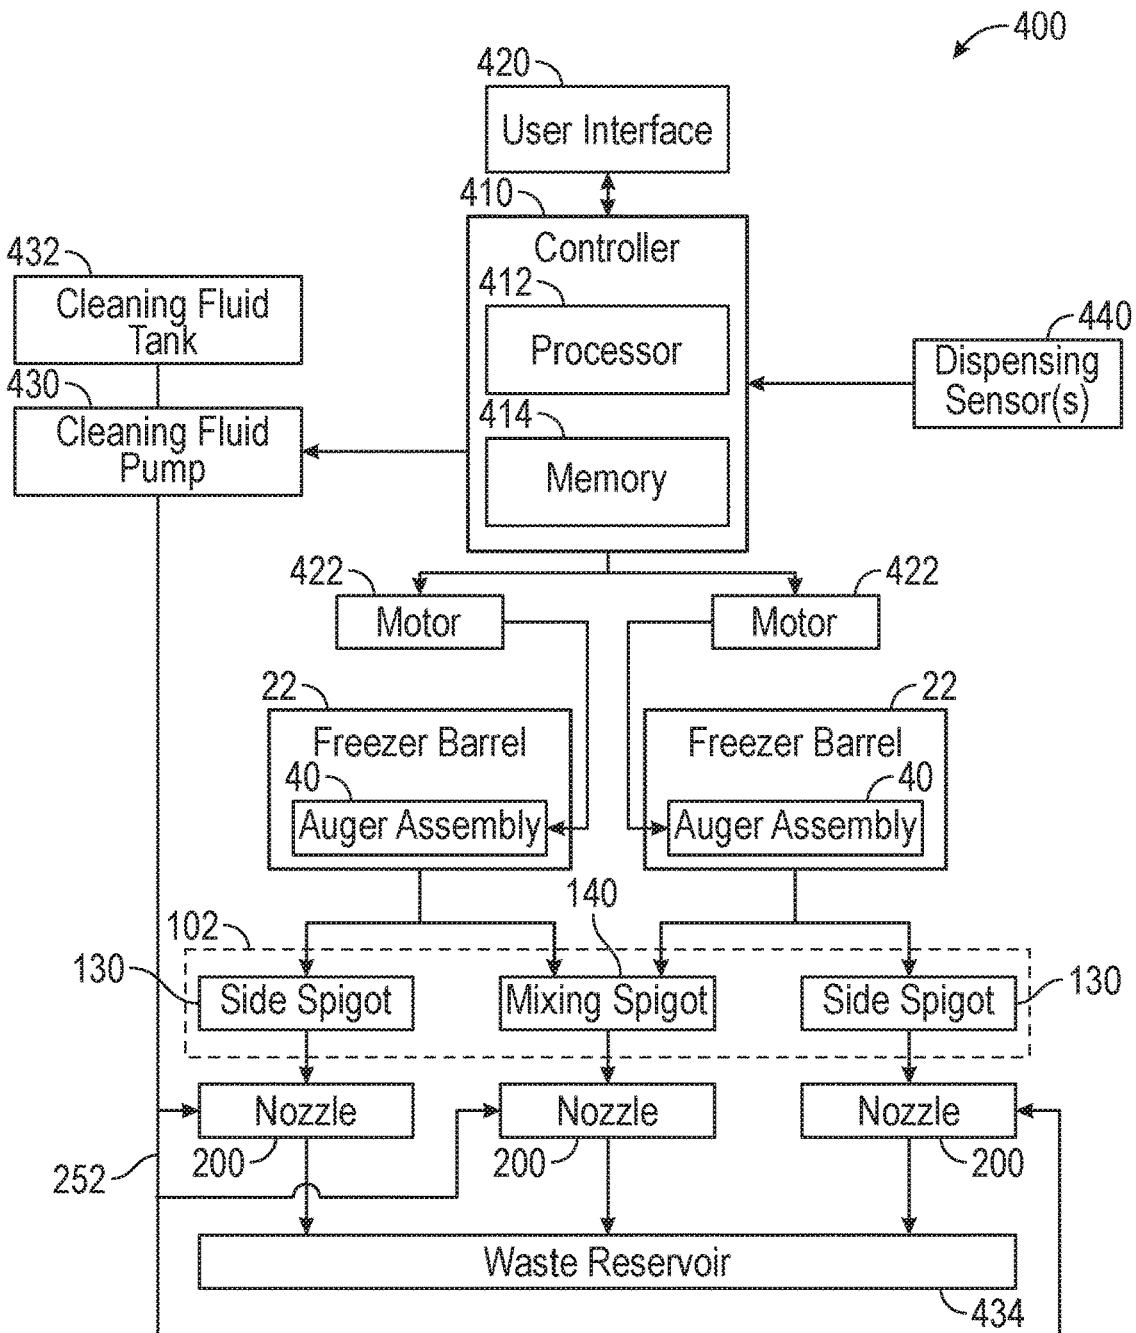 400
420
User Interface
410
Controller
432
Cleaning Fluid
Tank
412
Processor
440
Dispensing
Sensor(s)
430
Cleaning Fluid
Pump
414
Memory
422
Motor
422
Motor
22
Freezer Barrel
22
Freezer Barrel
40
Auger Assembly
40
Auger Assembly
140
102
130
Side Spigot
Mixing Spigot
Side Spigot
130
Nozzle
Nozzle
Nozzle
200
200
200
252
Waste Reservoir
434